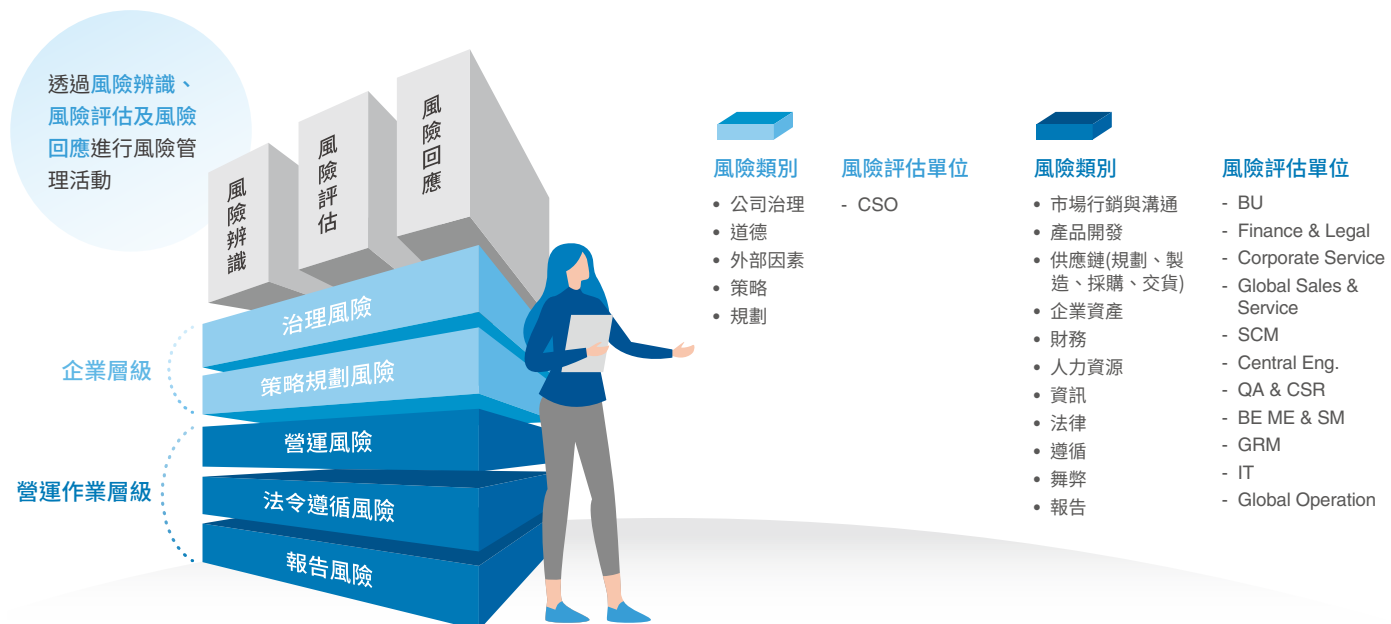 透過風險辨識、
風險評估及風險
回應進行風險管
理活動
風險辨識
風險評估
風險回應
企業層級
治理風險
策略規劃風險
營運作業層級
營運風險
法令遵循風險
報告風險
風險類別
• 公司治理
• 道德
• 外部因素
• 策略
• 規劃
風險評估單位
- CSO
風險類別
• 市場行銷與溝通
• 產品開發
• 供應鏈(規劃、製
造、採購、交貨)
• 企業資產
• 財務
• 人力資源
• 資訊
• 法律
• 遵循
• 舞弊
• 報告
風險評估單位
- BU
- Finance & Legal
- Corporate Service
- Global Sales &
Service
- SCM
- Central Eng.
- QA & CSR
- BE ME & SM
- GRM
- IT
- Global Operation